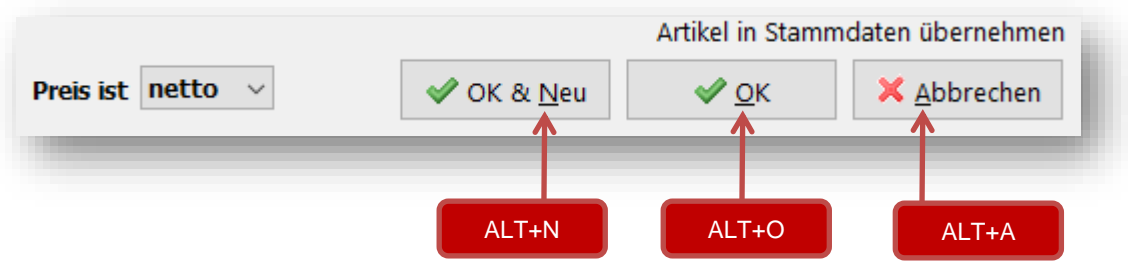 Artikel in Stammdaten übernehmen
Preis ist netto OK & Neu OK Abbrechen
ALT+N ALT+O ALT+A